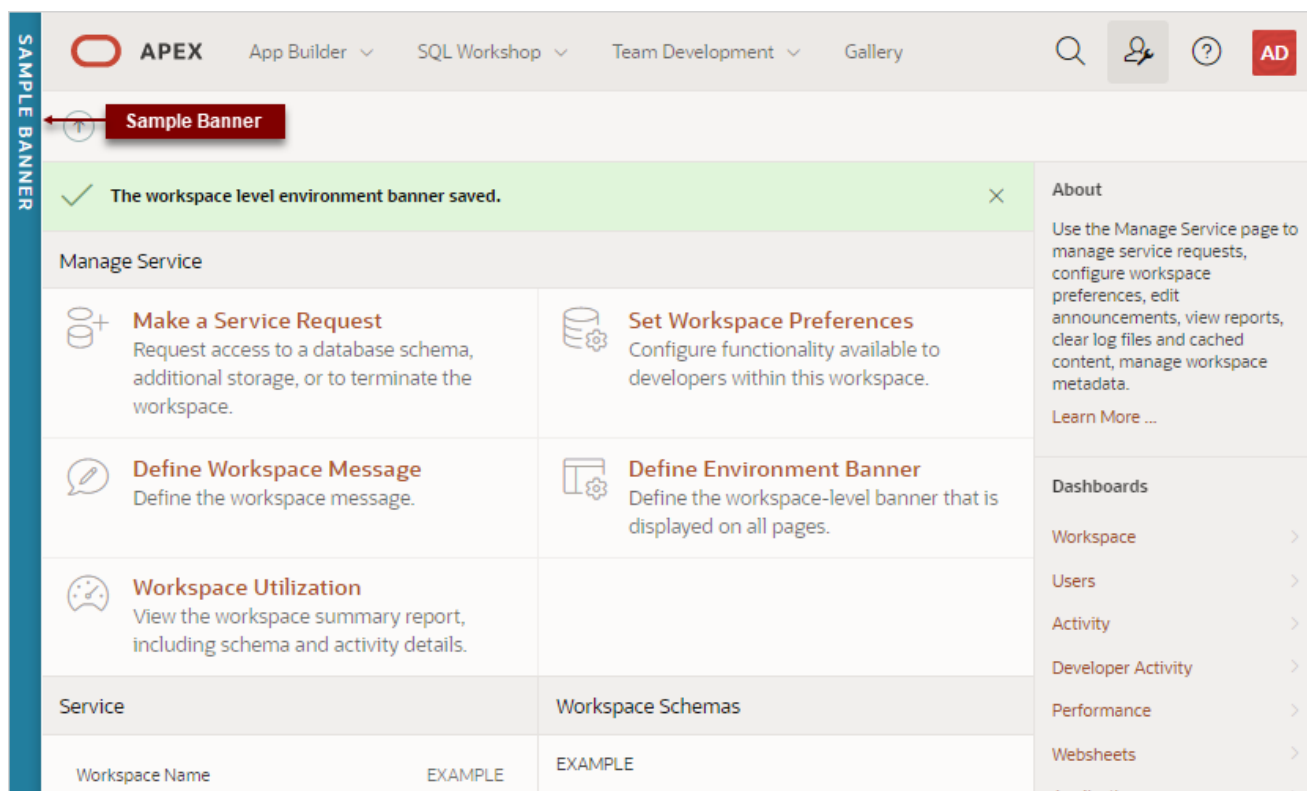 SAMPLE BANNER
APEX App Builder SQL Workshop Team Development Gallery AD
Sample Banner
The workspace level environment banner saved.
Manage Service
Make a Service Request
Request access to a database schema,
additional storage, or to terminate the
workspace.
Set Workspace Preferences
Configure functionality available to
developers within this workspace.
Define Workspace Message
Define the workspace message.
Define Environment Banner
Define the workspace-level banner that is
displayed on all pages.
Workspace Utilization
View the workspace summary report,
including schema and activity details.
Service
Workspace Name EXAMPLE
Workspace Schemas
EXAMPLE
About
Use the Manage Service page to
manage service requests,
configure workspace
preferences, edit
announcements, view reports,
clear log files and cached
content, manage workspace
metadata.
Learn More ...
Dashboards
Workspace
Users
Activity
Developer Activity
Performance
Websheets